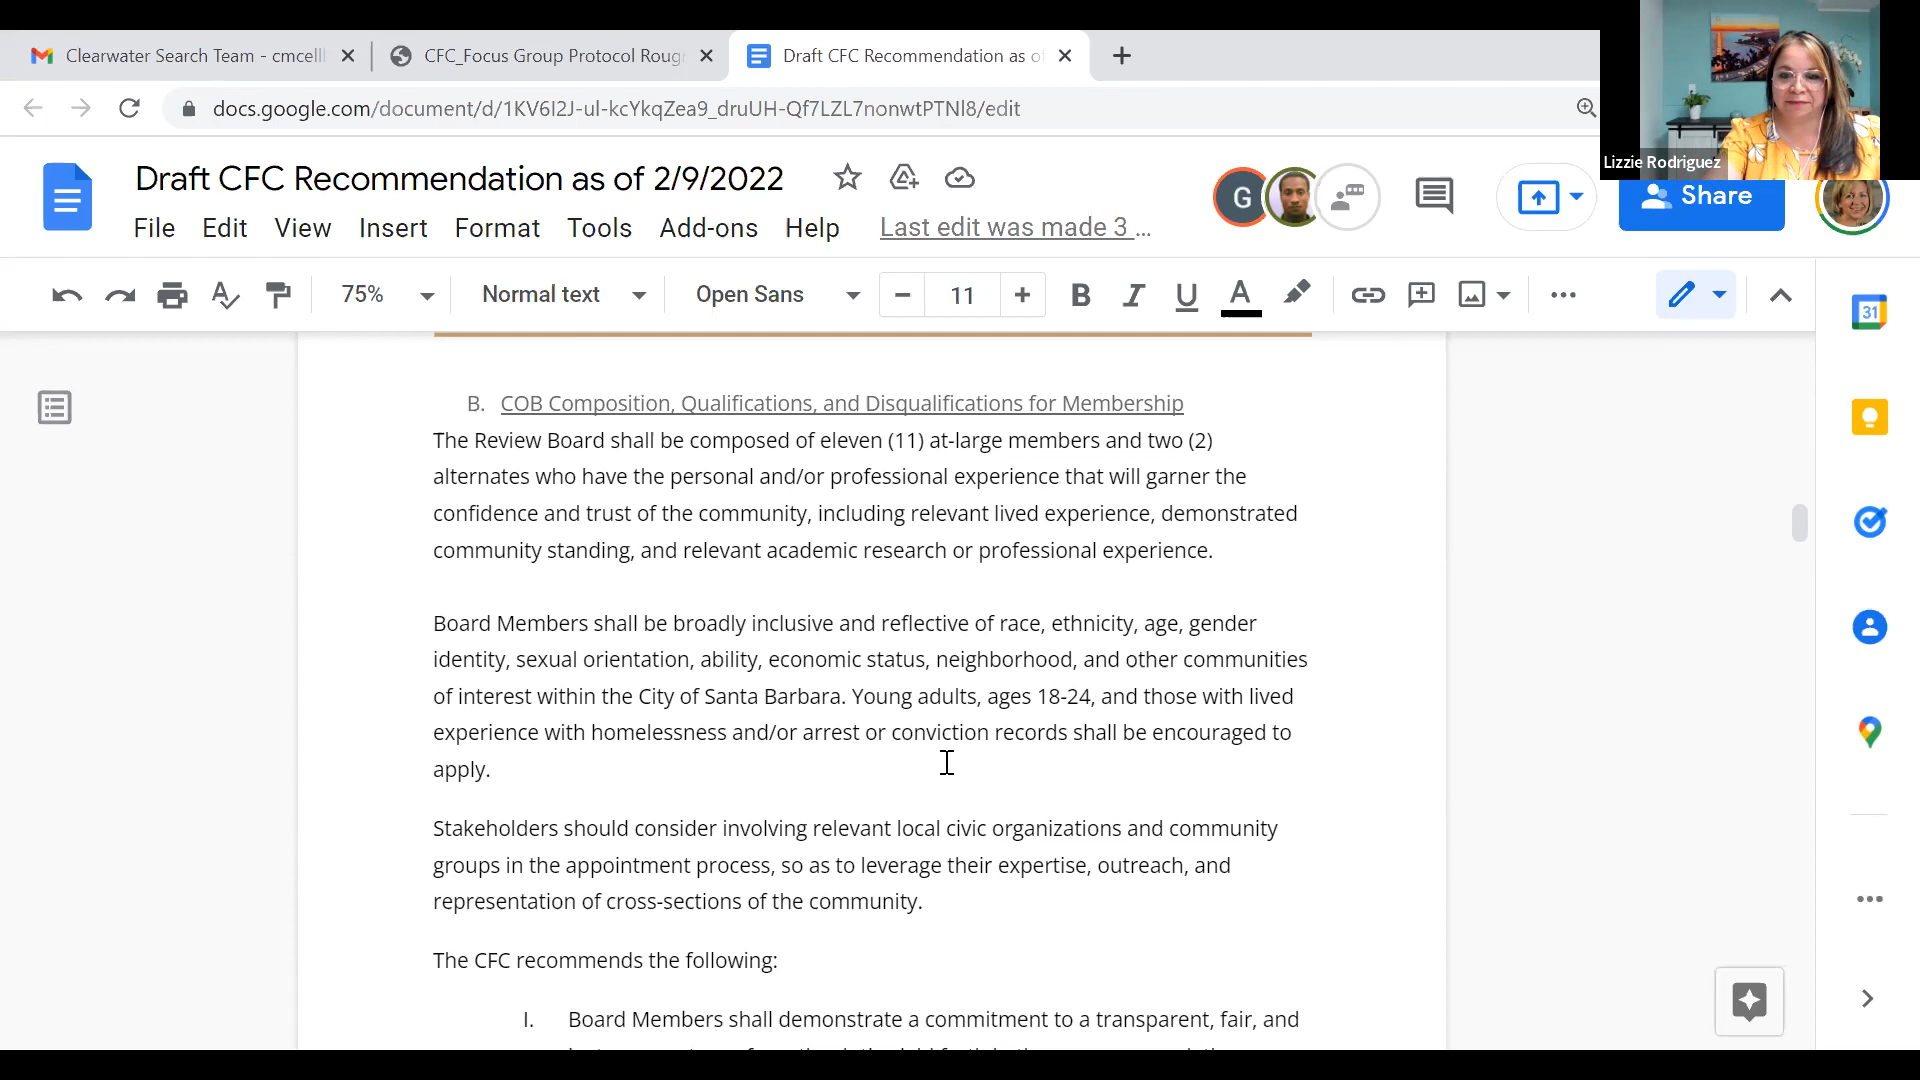 Clearwater Search Team - cmcelll
CFC_Focus Group Protocol Roug
Draft CFC Recommendation as of
docs.google.com/document/d/1KV6I2J-ul-kcYkqZea9_druUH-Qf7LZL7nonwtPTNl8/edit
Lizzie Rodriguez
Draft CFC Recommendation as of 2/9/2022
G
Share
File Edit View Insert Format Tools Add-ons Help Last edit was made 3 ...
75% Normal text Open Sans 11 B I U A
31
B. COB Composition, Qualifications, and Disqualifications for Membership
The Review Board shall be composed of eleven (11) at-large members and two (2)
alternates who have the personal and/or professional experience that will garner the
confidence and trust of the community, including relevant lived experience, demonstrated
community standing, and relevant academic research or professional experience.
Board Members shall be broadly inclusive and reflective of race, ethnicity, age, gender
identity, sexual orientation, ability, economic status, neighborhood, and other communities
of interest within the City of Santa Barbara. Young adults, ages 18-24, and those with lived
experience with homelessness and/or arrest or conviction records shall be encouraged to
apply.
Stakeholders should consider involving relevant local civic organizations and community
groups in the appointment process, so as to leverage their expertise, outreach, and
representation of cross-sections of the community.
The CFC recommends the following:
I. Board Members shall demonstrate a commitment to a transparent, fair, and